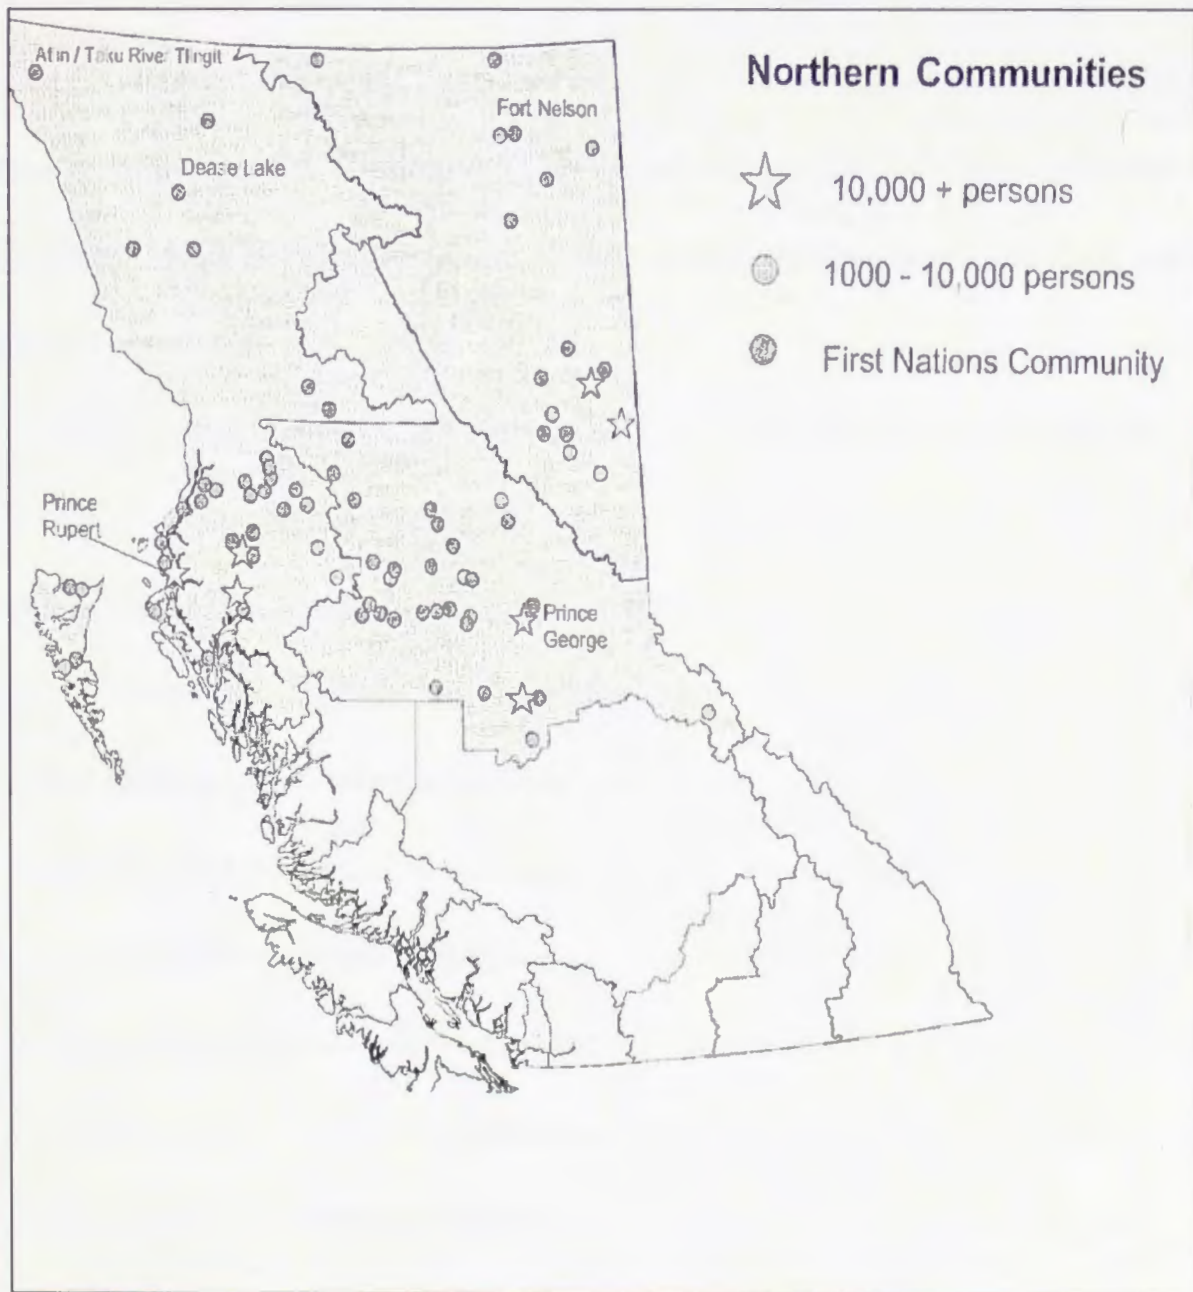 Northern Communities
10,000 + persons
1000 - 10,000 persons
First Nations Community
Atlin / Taku River Tlingit
Fort Nelson
Dease Lake
Prince
Rupert
Prince
George